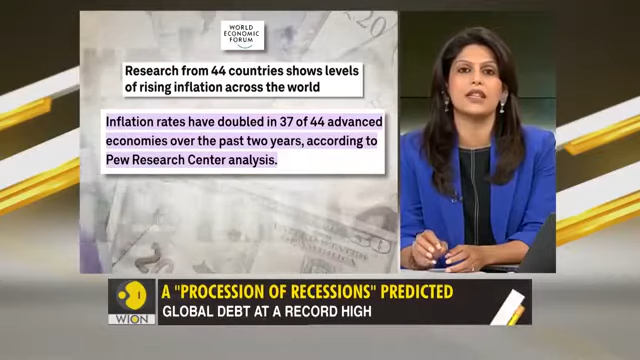 WORLD
ECONOMIC
FORUM
Research from 44 countries shows levels
of rising inflation across the world
Inflation rates have doubled in 37 of 44 advanced
economies over the past two years, according to
Pew Research Center analysis.
A "PROCESSION OF RECESSIONS" PREDICTED
GLOBAL DEBT AT A RECORD HIGH
WION